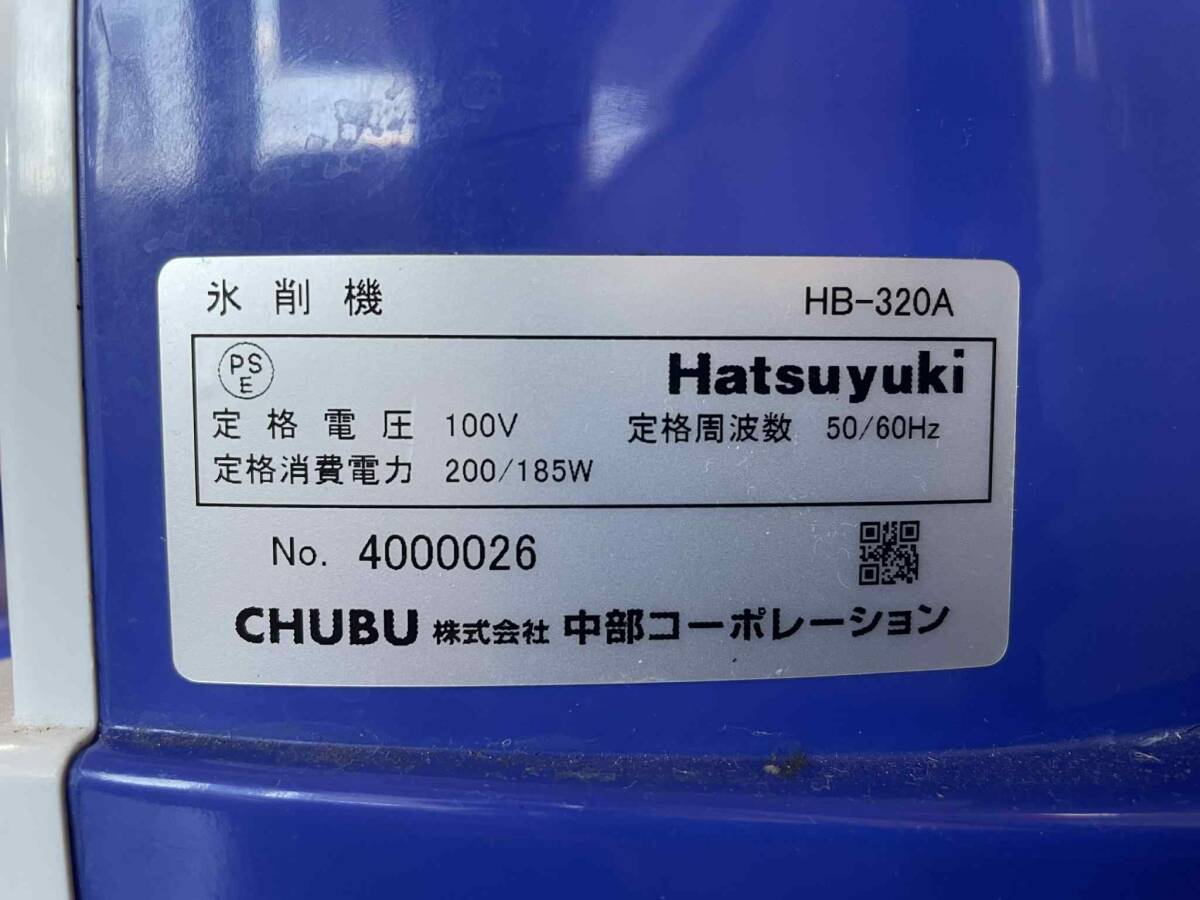 氷削機 HB-320A
PSE Hatsuyuki
定格電圧 100V 定格周波数 50/60Hz
定格消費電力 200/185W
No. 4000026
CHUBU 株式会社 中部コーポレーション